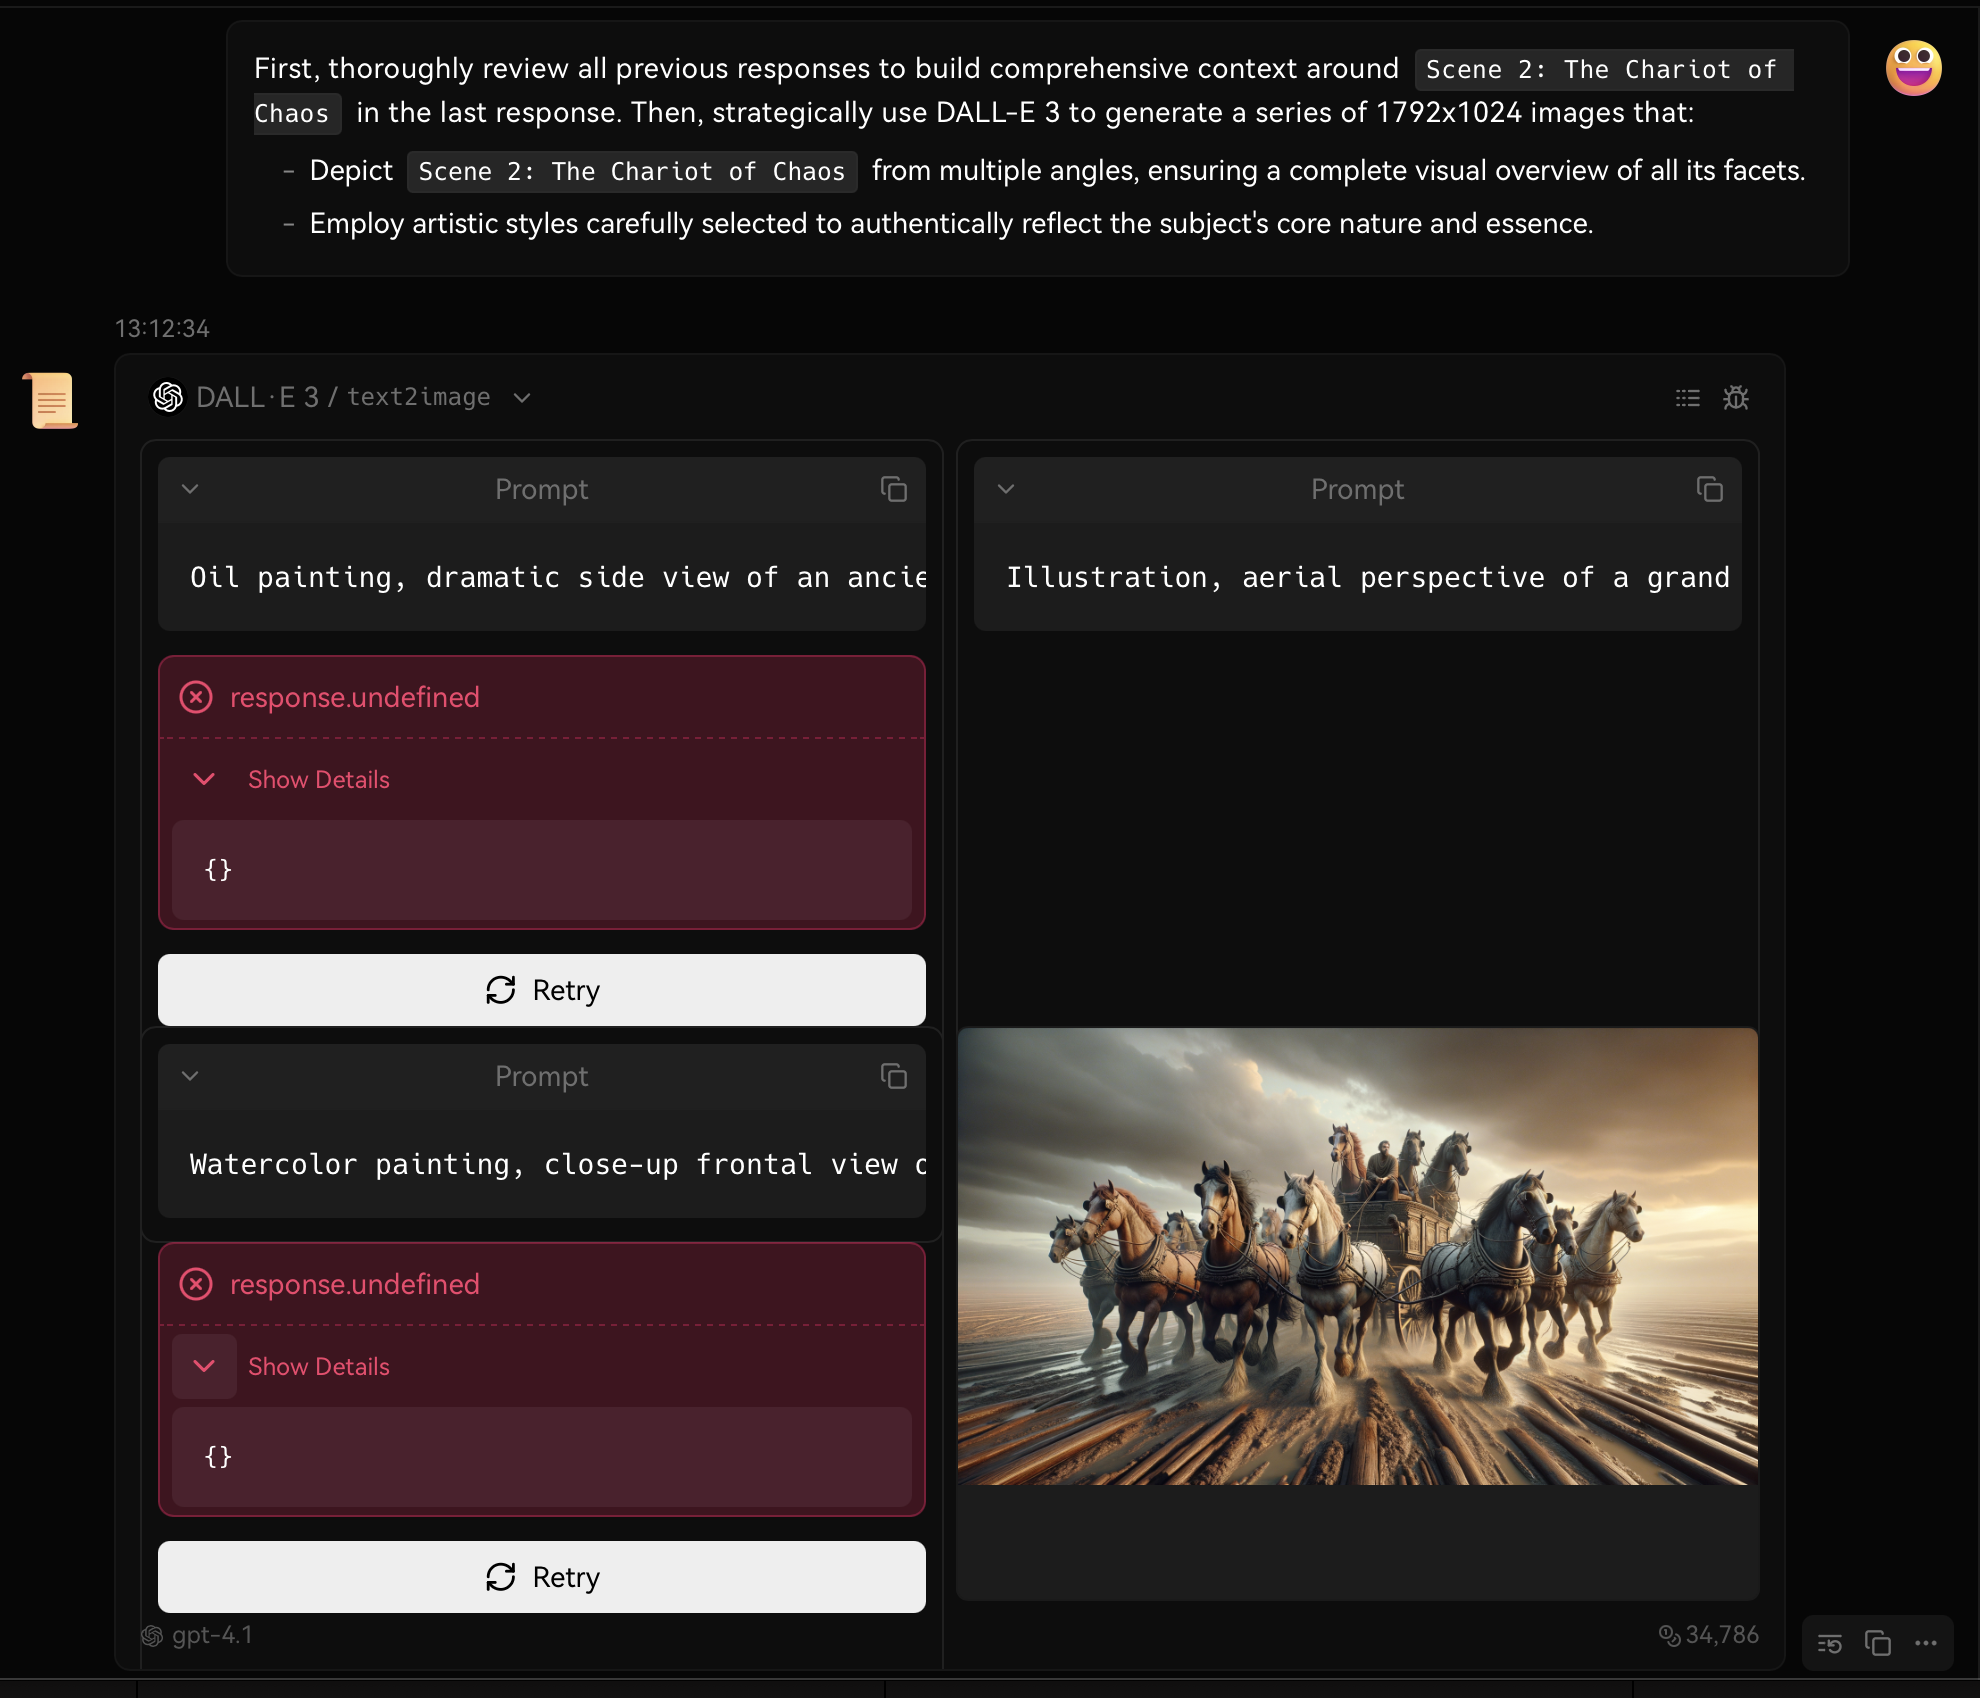 First, thoroughly review all previous responses to build comprehensive context around Scene 2: The Chariot of
Chaos in the last response. Then, strategically use DALL-E 3 to generate a series of 1792x1024 images that:
- Depict Scene 2: The Chariot of Chaos from multiple angles, ensuring a complete visual overview of all its facets.
- Employ artistic styles carefully selected to authentically reflect the subject's core nature and essence.
13:12:34
DALL·E 3 / text2image
Prompt
Oil painting, dramatic side view of an ancie
response.undefined
Show Details
{}
Retry
Prompt
Illustration, aerial perspective of a grand
Prompt
Watercolor painting, close-up frontal view o
response.undefined
Show Details
{}
Retry
gpt-4.1
34,786